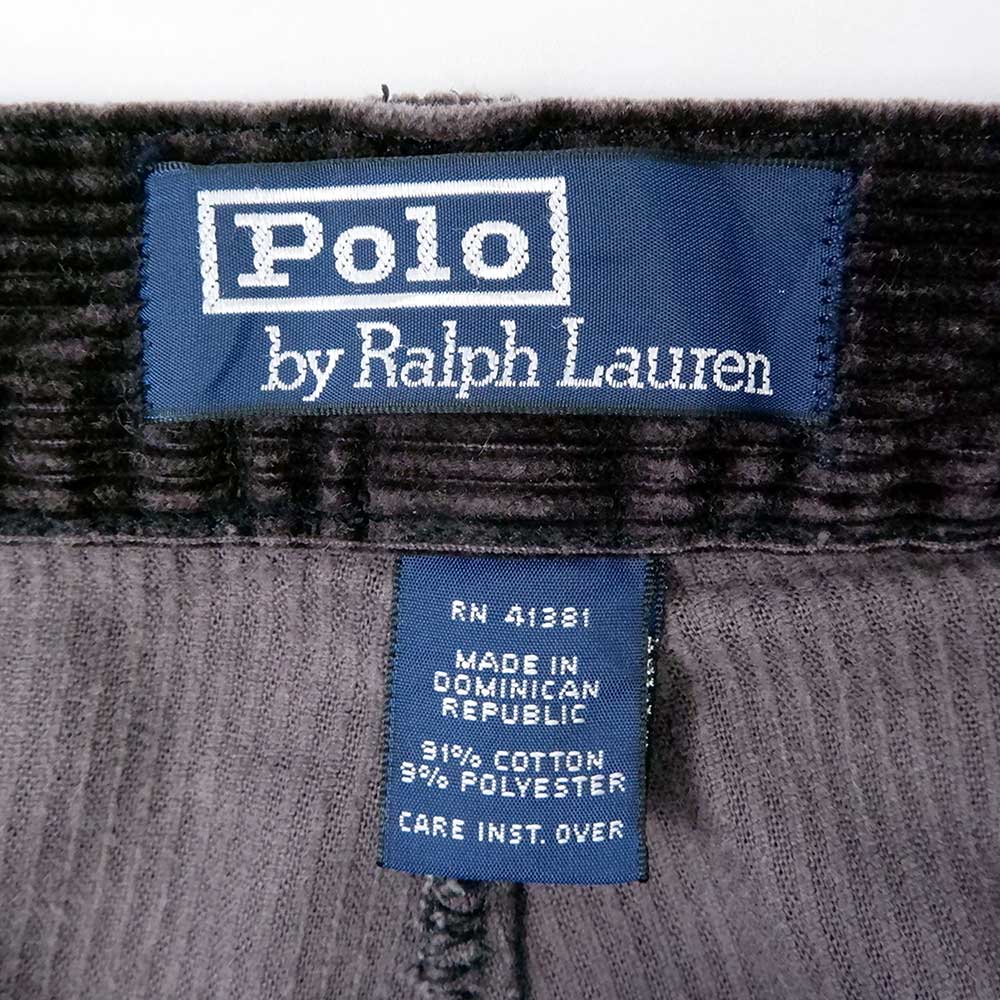 Polo
by Ralph Lauren
RN 41381
MADE IN
DOMINICAN
REPUBLIC
91% COTTON
9% POLYESTER
CARE INST. OVER